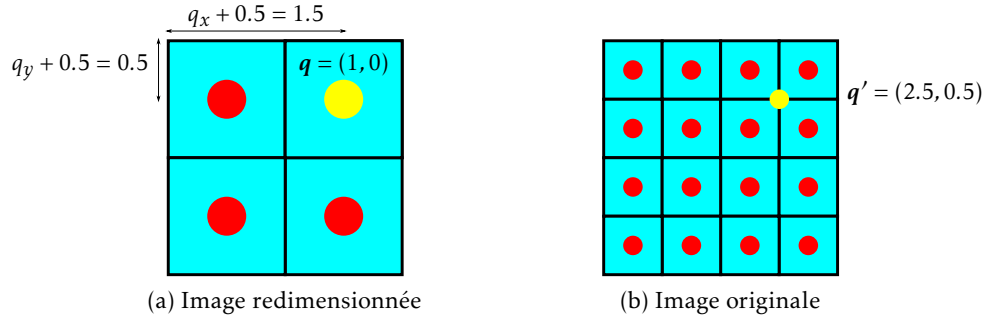 q_x + 0.5 = 1.5
q_y + 0.5 = 0.5
q = (1,0)
q′ = (2.5,0.5)
(a) Image redimensionnée
(b) Image originale